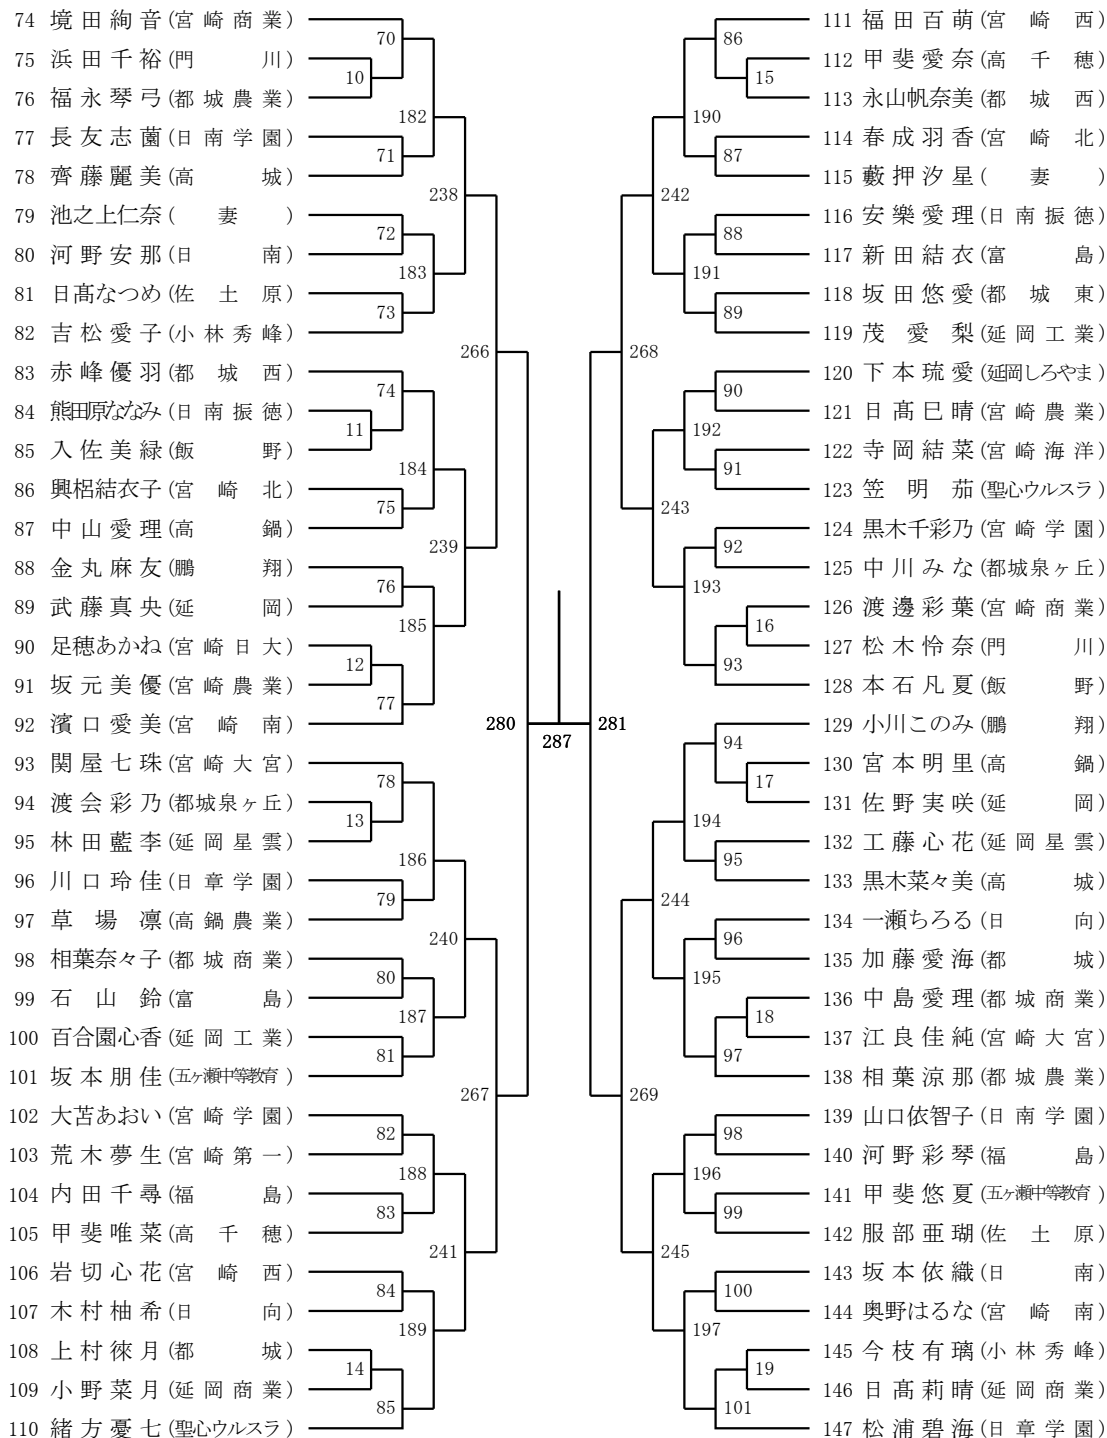 74 境田絢音(宮崎商業)
75 浜田千裕(門川)
76 福永琴弓(都城農業)
77 長友志薗(日南学園)
78 齊藤麗美(高城)
79 池之上仁奈(妻)
80 河野安那(日南)
81 日髙なつめ(佐土原)
82 吉松愛子(小林秀峰)
83 赤峰優羽(都城西)
84 熊田原ななみ(日南振徳)
85 入佐美緑(飯野)
86 興梠結衣子(宮崎北)
87 中山愛理(高鍋)
88 金丸麻友(鵬翔)
89 武藤真央(延岡)
90 足穂あかね(宮崎日大)
91 坂元美優(宮崎農業)
92 濱口愛美(宮崎南)
93 関屋七珠(宮崎大宮)
94 渡会彩乃(都城泉ヶ丘)
95 林田藍李(延岡星雲)
96 川口玲佳(日章学園)
97 草場凛(高鍋農業)
98 相葉奈々子(都城商業)
99 石山鈴(富島)
100 百合園心香(延岡工業)
101 坂本朋佳(五ヶ瀬中等教育)
102 大苫あおい(宮崎学園)
103 荒木夢生(宮崎第一)
104 内田千尋(福島)
105 甲斐唯菜(高千穂)
106 岩切心花(宮崎西)
107 木村柚希(日向)
108 上村徠月(都城)
109 小野菜月(延岡商業)
110 緒方憂七(聖心ウルスラ)
70
10
182
71
238
72
183
73
266
74
11
184
75
239
76
185
12
77
280
287
281
78
13
186
79
240
80
187
81
267
82
188
83
241
84
189
14
85
86
15
190
87
242
88
191
89
268
90
192
91
243
92
193
16
93
94
17
194
95
244
96
195
18
97
269
98
196
99
245
100
197
19
101
111 福田百萌(宮崎西)
112 甲斐愛奈(高千穂)
113 永山帆奈美(都城西)
114 春成羽香(宮崎北)
115 藪押汐星(妻)
116 安樂愛理(日南振徳)
117 新田結衣(富島)
118 坂田悠愛(都城東)
119 茂愛梨(延岡工業)
120 下本琉愛(延岡しろやま)
121 日髙巳晴(宮崎農業)
122 寺岡結菜(宮崎海洋)
123 笠明茄(聖心ウルスラ)
124 黒木千彩乃(宮崎学園)
125 中川みな(都城泉ヶ丘)
126 渡邊彩葉(宮崎商業)
127 松木怜奈(門川)
128 本石凡夏(飯野)
129 小川このみ(鵬翔)
130 宮本明里(高鍋)
131 佐野実咲(延岡)
132 工藤心花(延岡星雲)
133 黒木菜々美(高城)
134 一瀬ちろる(日向)
135 加藤愛海(都城)
136 中島愛理(都城商業)
137 江良佳純(宮崎大宮)
138 相葉涼那(都城農業)
139 山口依智子(日南学園)
140 河野彩琴(福島)
141 甲斐悠夏(五ヶ瀬中等教育)
142 服部亜瑚(佐土原)
143 坂本依織(日南)
144 奥野はるな(宮崎南)
145 今枝有璃(小林秀峰)
146 日髙莉晴(延岡商業)
147 松浦碧海(日章学園)